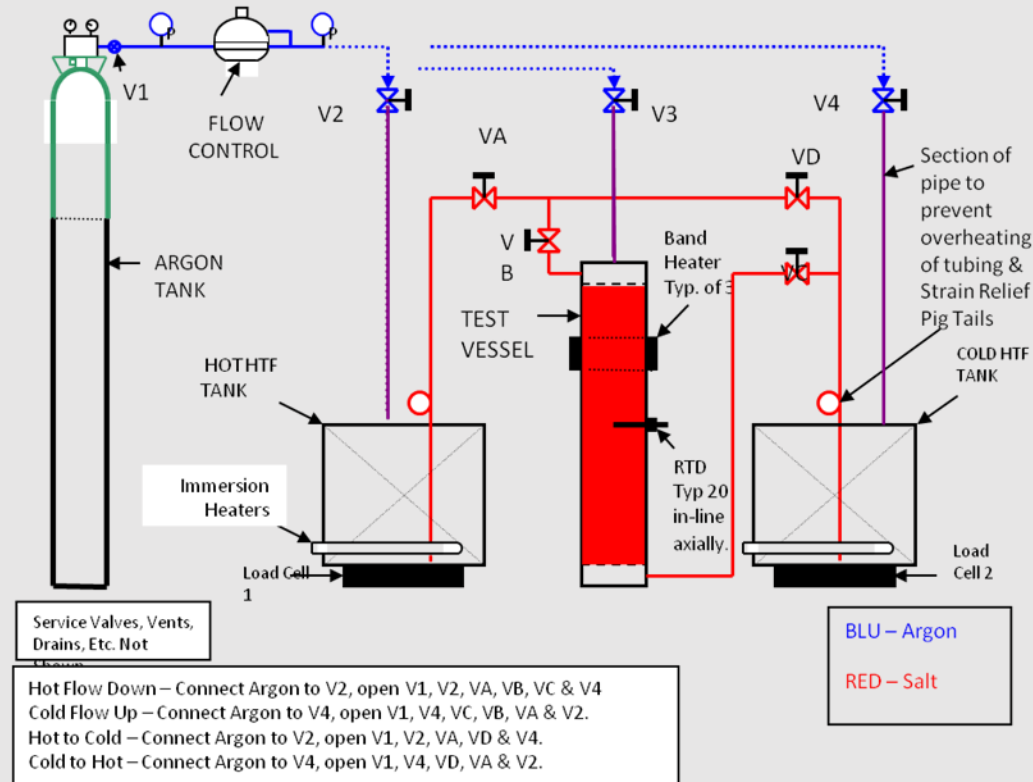 P
P
V1
FLOW
CONTROL
V2
V3
V4
VA
VD
Section of
pipe to
prevent
overheating
of tubing &
Strain Relief
Pig Tails
V
B
Band
Heater
Typ. of 3
VC
ARGON
TANK
TEST
VESSEL
HOT HTF
TANK
COLD HTF
TANK
Immersion
Heaters
RTD
Typ 20
in-line
axially.
Load Cell
1
Load
Cell 2
Service Valves, Vents,
Drains, Etc. Not
Shown
BLU – Argon
RED – Salt
Hot Flow Down – Connect Argon to V2, open V1, V2, VA, VB, VC & V4
Cold Flow Up – Connect Argon to V4, open V1, V4, VC, VB, VA & V2.
Hot to Cold – Connect Argon to V2, open V1, V2, VA, VD & V4.
Cold to Hot – Connect Argon to V4, open V1, V4, VD, VA & V2.